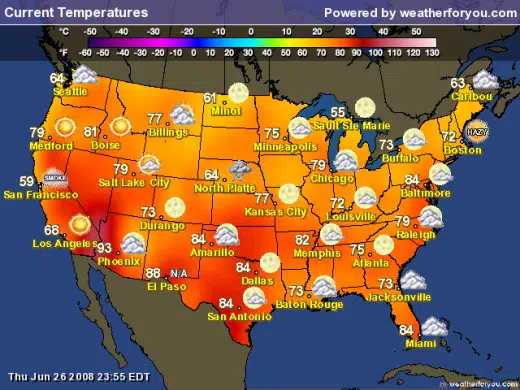 Current Temperatures
Powered by weatherforyou.com
°C -50 -40 -30 -20 -10 0 10 20 30 40 50
°F -60 -50 -40 -30 -20 -10 0 10 20 30 40 50 60 70 80 90 100 110 120 130
64
Seattle
63
Caribou
61
Minot
55
Sault Ste Marie
77
Billings
79
Medford
81
Boise
75
Minneapolis
73
Buffalo
72
HAZY
Boston
79
Salt Lake City
79
Chicago
64
North Platte
84
Baltimore
59
SMOKE
San Francisco
77
Kansas City
72
Louisville
73
Durango
79
Raleigh
68
Los Angeles
93
Phoenix
84
Amarillo
82
Memphis
75
Atlanta
88
N/A
El Paso
84
Dallas
73
Jacksonville
84
San Antonio
73
Baton Rouge
84
Miami
Thu Jun 26 2008 23:55 EDT
weatherforyou.com